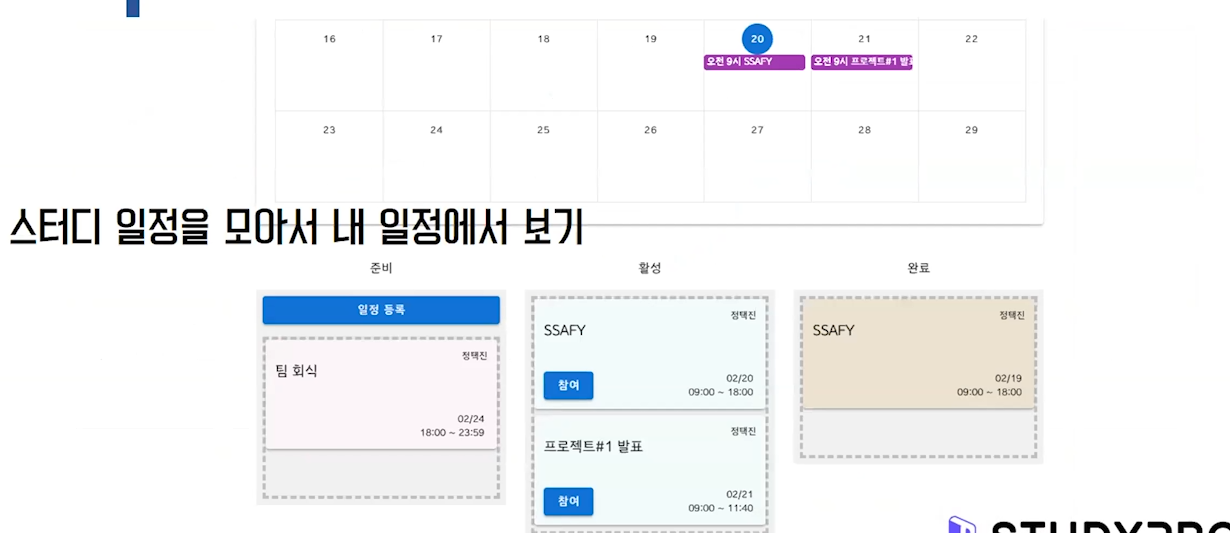 16 17 18 19 20 21 22
오전 9시 SSAFY 오전 9시 프로젝트#1
23 24 25 26 27 28 29
스터디 일정을 모아서 내 일정에서 보기
준비 활성 완료
일정 등록
정택진
팀 회식
02/24
18:00 ~ 23:59
정택진
SSAFY
02/20
참여
09:00 ~ 18:00
정택진
프로젝트#1 발표
02/21
참여
09:00 ~ 11:40
정택진
SSAFY
02/19
09:00 ~ 18:00